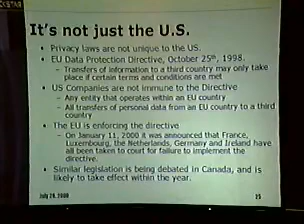 It's not just the U.S.
• Privacy laws are not unique to the US.
• EU Data Protection Directive, October 25th, 1998.
– Transfers of information to a third country may only take
place if certain terms and conditions are met
• US Companies are not immune to the Directive
– Any entity that operates within an EU country
– All transfers of personal data from an EU country to a third
country
• The EU is enforcing the directive
– On January 11, 2000 it was announced that France,
Luxembourg, the Netherlands, Germany and Ireland have
all been taken to court for failure to implement the
directive.
• Similar legislation is being debated in Canada, and is
likely to take effect within the year.
July 28, 2000